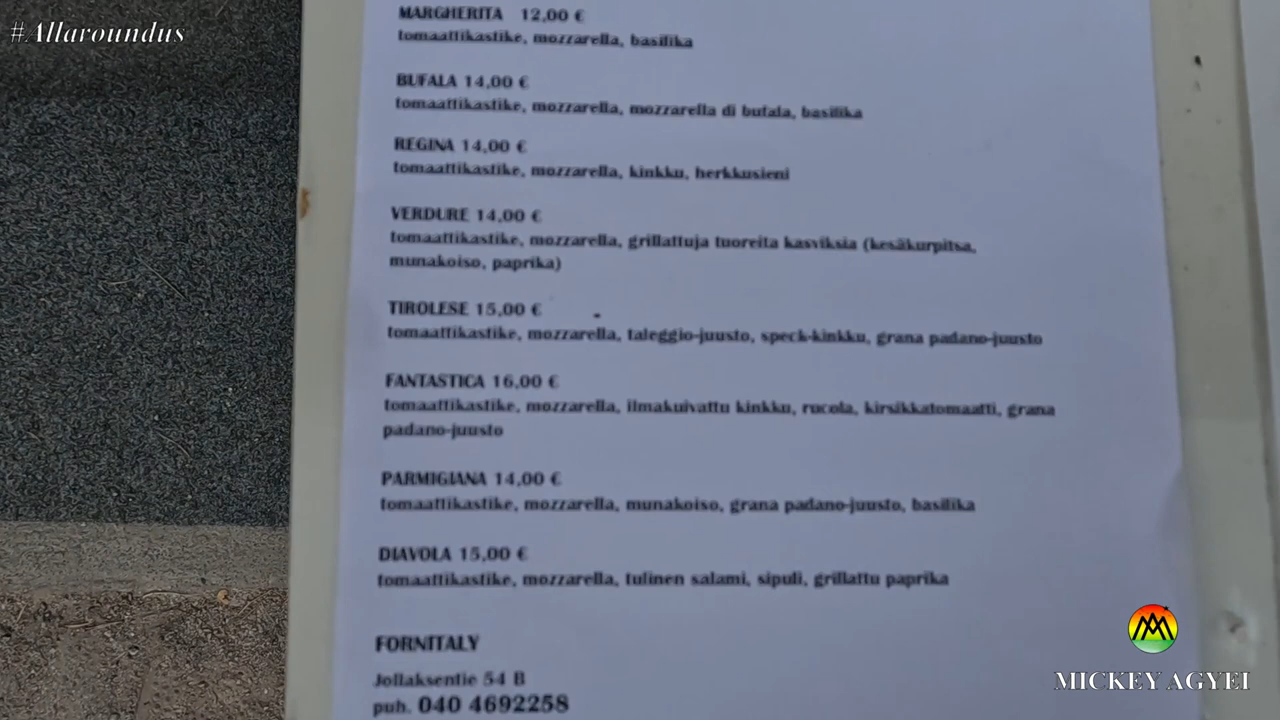 #Allaroundus
MARGHERITA 12,00 €
tomaattikastike, mozzarella, basilika
BUFALA 14,00 €
tomaattikastike, mozzarella, mozzarella di bufala, basilika
REGINA 14,00 €
tomaattikastike, mozzarella, kinkku, herkkusieni
VERDURE 14,00 €
tomaattikastike, mozzarella, grillattuja tuoreita kasviksia (kesäkurpitsa,
munakoiso, paprika)
TIROLESE 15,00 €
tomaattikastike, mozzarella, taleggio-juusto, speck-kinkku, grana padano-juusto
FANTASTICA 16,00 €
tomaattikastike, mozzarella, ilmakuivattu kinkku, rucola, kirsikkatomaatti, grana
padano-juusto
PARMIGIANA 14,00 €
tomaattikastike, mozzarella, munakoiso, grana padano-juusto, basilika
DIAVOLA 15,00 €
tomaattikastike, mozzarella, tulinen salami, sipuli, grillattu paprika
FORNITALY
Jollaksentie 54 B
puh. 040 4692258
MICKEY AGYEI